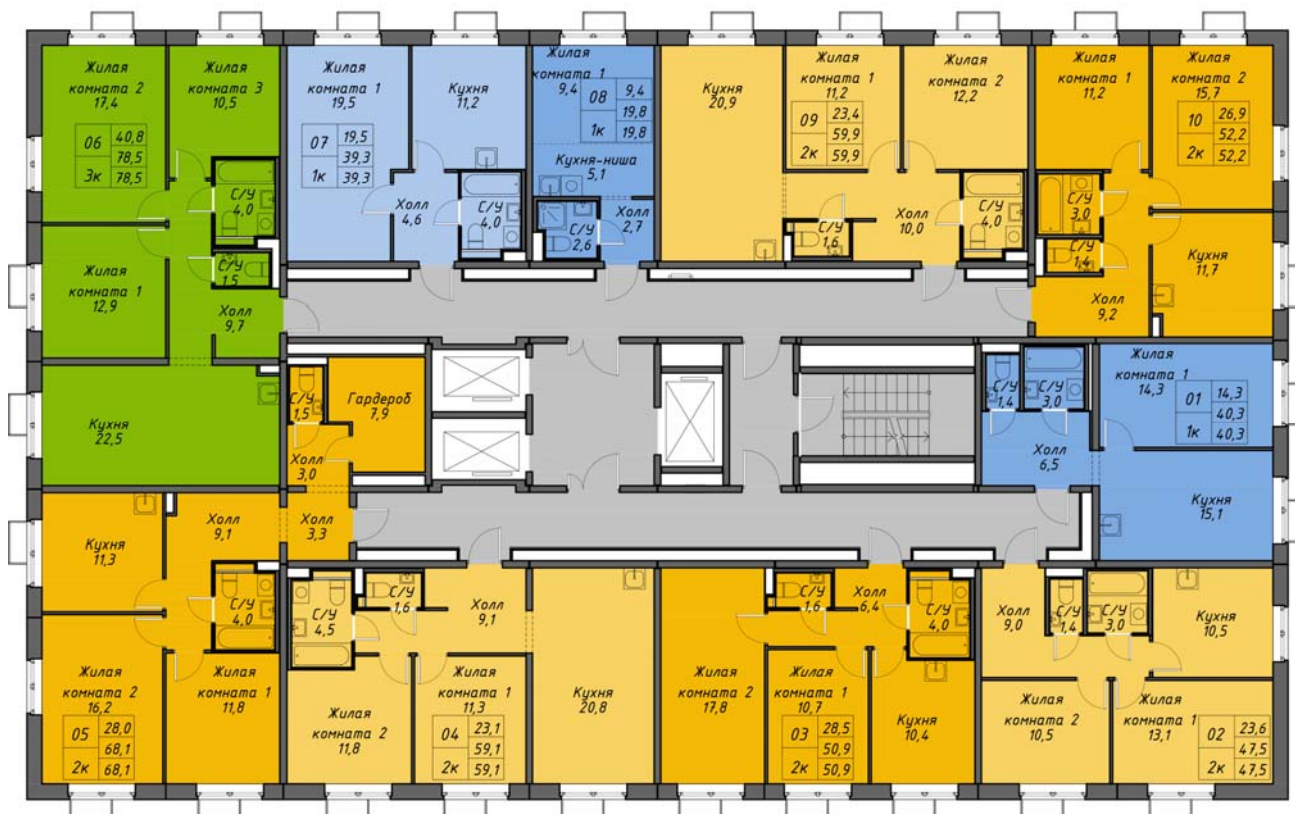 Жилая
комната 2
17,4
06
40,8
78,5
3к
78,5
Жилая
комната 3
10,5
С/У
4,0
Жилая
комната 1
12,9
С/У
1,5
Холл
9,7
Кухня
22,5
Жилая
комната 1
19,5
07
19,5
39,3
1к
39,3
Кухня
11,2
Холл
4,6
С/У
4,0
Жилая
комната 1
9,4
08
9,4
19,8
1к
19,8
Кухня-ниша
5,1
С/У
2,6
Холл
2,7
Кухня
20,9
Жилая
комната 1
11,2
09
23,4
59,9
2к
59,9
Жилая
комната 2
12,2
С/У
1,6
Холл
10,0
С/У
4,0
Жилая
комната 1
11,2
Жилая
комната 2
15,7
10
26,9
52,2
2к
52,2
С/У
3,0
С/У
1,4
Кухня
11,7
Холл
9,2
С/У
1,5
Гардероб
7,9
Холл
3,0
Холл
3,3
С/У
1,4
С/У
3,0
Жилая
комната 1
14,3
01
14,3
40,3
1к
40,3
Холл
6,5
Кухня
15,1
Кухня
11,3
Холл
9,1
С/У
4,0
Жилая
комната 2
16,2
05
28,0
68,1
2к
68,1
Жилая
комната 1
11,8
С/У
4,5
С/У
1,6
Холл
9,1
Жилая
комната 2
11,8
Жилая
комната 1
11,3
04
23,1
59,1
2к
59,1
Кухня
20,8
Жилая
комната 2
17,8
С/У
1,6
Холл
6,4
С/У
4,0
Жилая
комната 1
10,7
03
28,5
50,9
2к
50,9
Кухня
10,4
Холл
9,0
С/У
1,4
С/У
3,0
Кухня
10,5
Жилая
комната 2
10,5
Жилая
комната 1
13,1
02
23,6
47,5
2к
47,5